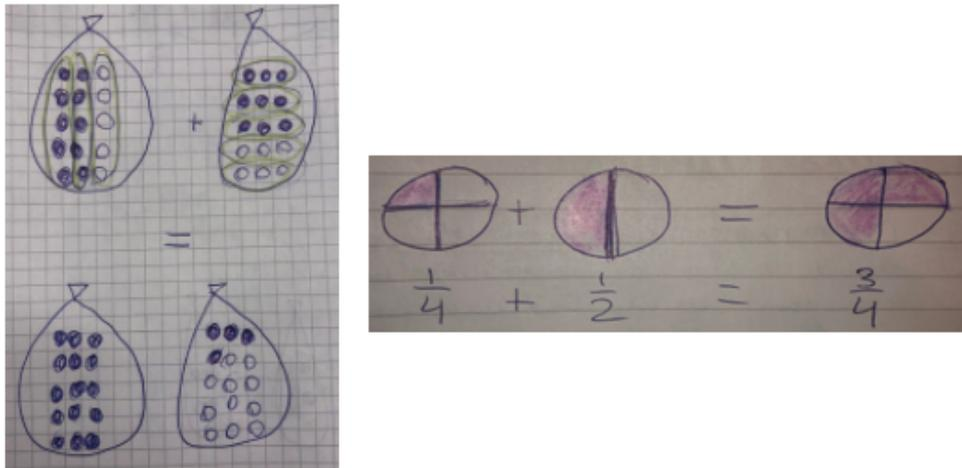 +
=
+ =
1/4 + 1/2 = 3/4